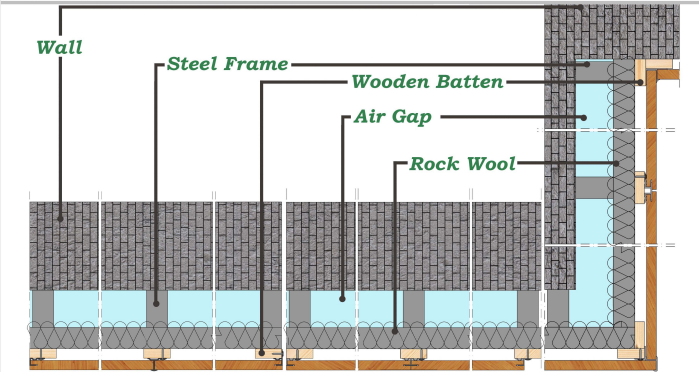 Wall
Steel Frame
Wooden Batten
Air Gap
Rock Wool